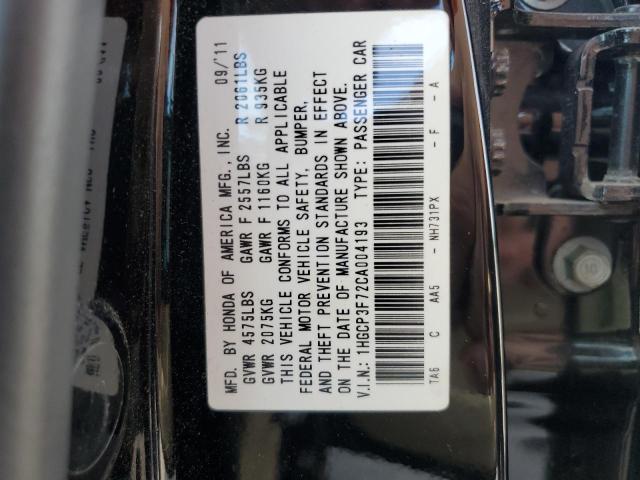 MFD. BY HONDA OF AMERICA MFG., INC. 09/'11
GVWR 4575LBS GAWR F 2557LBS R 2061LBS
GVWR 2075KG GAWR F 1160KG R 935KG
THIS VEHICLE CONFORMS TO ALL APPLICABLE
FEDERAL MOTOR VEHICLE SAFETY, BUMPER,
AND THEFT PREVENTION STANDARDS IN EFFECT
ON THE DATE OF MANUFACTURE SHOWN ABOVE.
V.I.N.: 1HGCP3F72CA004193 TYPE: PASSENGER CAR
TA6 C AA5 - NH731PX - F - A